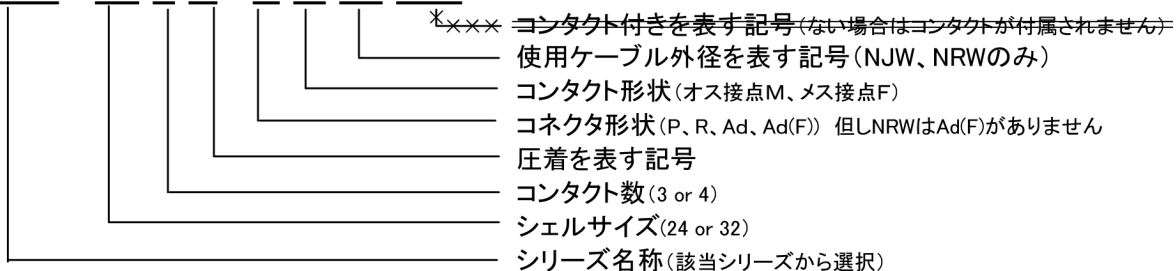 コンタクト付きを表す記号(ない場合はコンタクトが付属されません)
使用ケーブル外径を表す記号(NJW、NRWのみ)
コンタクト形状(オス接点M、メス接点F)
コネクタ形状(P、R、Ad、Ad(F)) 但しNRWはAd(F)がありません
圧着を表す記号
コンタクト数(3 or 4)
シェルサイズ(24 or 32)
シリーズ名称(該当シリーズから選択)